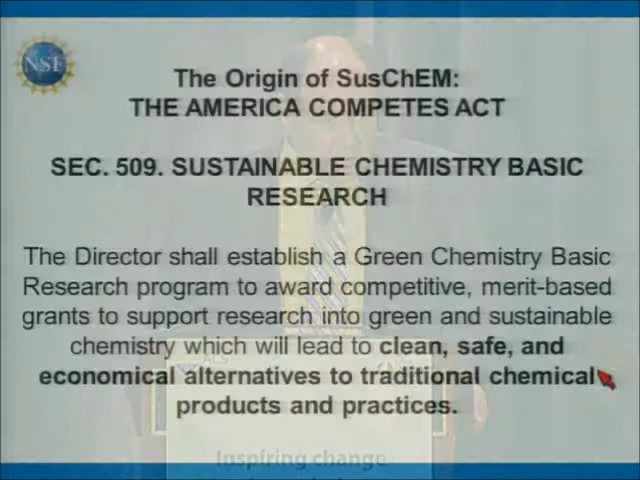 NSF
The Origin of SusChEM:
THE AMERICA COMPETES ACT
SEC. 509. SUSTAINABLE CHEMISTRY BASIC
RESEARCH
The Director shall establish a Green Chemistry Basic
Research program to award competitive, merit-based
grants to support research into green and sustainable
chemistry which will lead to clean, safe, and
economical alternatives to traditional chemical
products and practices.
Inspiring change